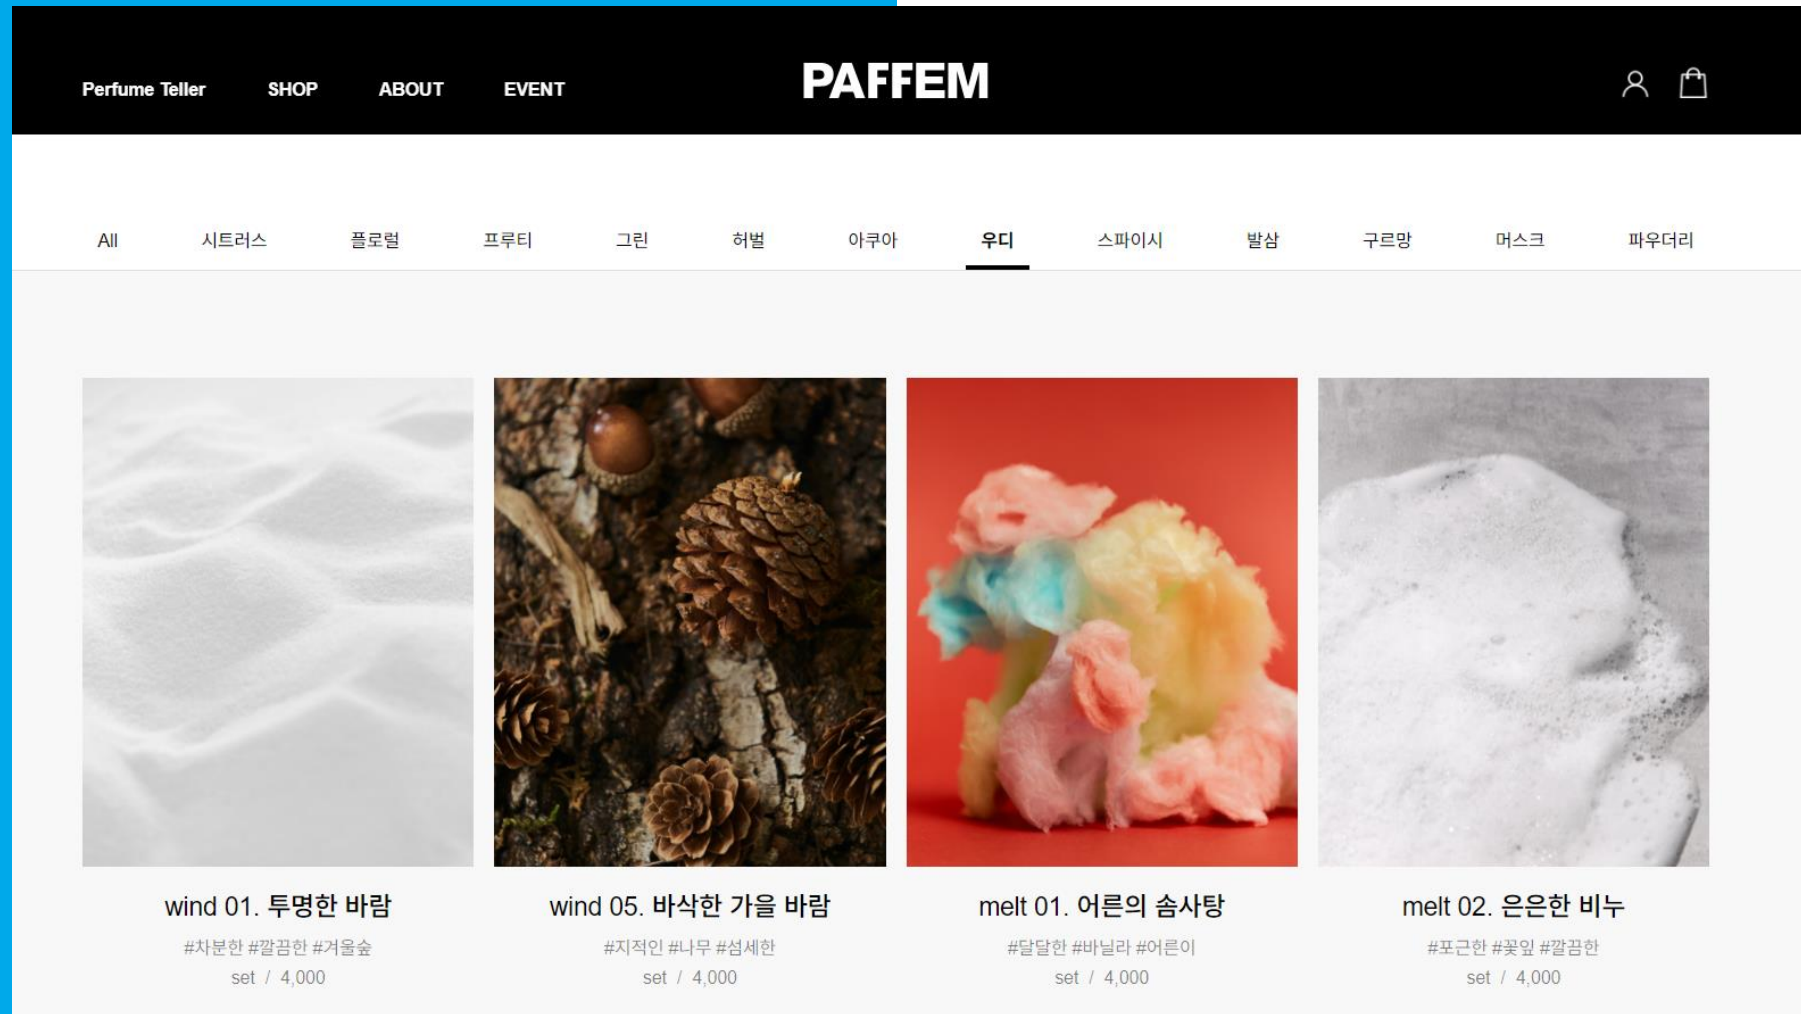 Perfume Teller SHOP ABOUT EVENT PAFFEM
All 시트러스 플로럴 프루티 그린 허벌 아쿠아 우디 스파이시 발삼 구르망 머스크 파우더리
wind 01. 투명한 바람
#차분한 #깔끔한 #겨울숲
set / 4,000
wind 05. 바삭한 가을 바람
#지적인 #나무 #섬세한
set / 4,000
melt 01. 어른의 솜사탕
#달달한 #바닐라 #어른이
set / 4,000
melt 02. 은은한 비누
#포근한 #꽃잎 #깔끔한
set / 4,000